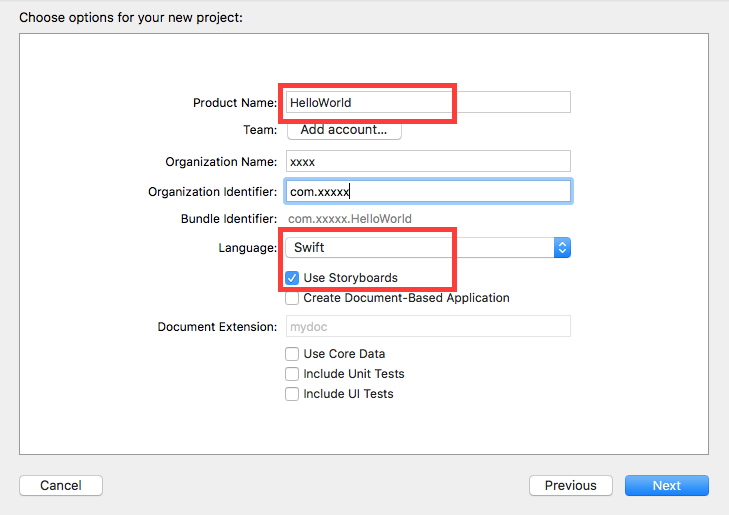 Choose options for your new project:
Product Name: HelloWorld
Team: Add account...
Organization Name: xxxx
Organization Identifier: com.xxxxx
Bundle Identifier: com.xxxxx.HelloWorld
Language: Swift
Use Storyboards
Create Document-Based Application
Document Extension: mydoc
Use Core Data
Include Unit Tests
Include UI Tests
Cancel Previous Next